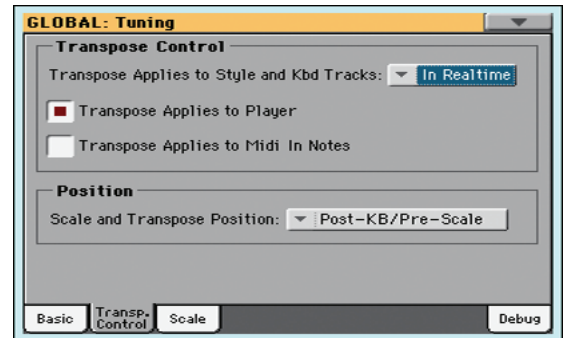 GLOBAL: Tuning
Transpose Control
Transpose Applies to Style and Kbd Tracks: In Realtime
Transpose Applies to Player
Transpose Applies to Midi In Notes
Position
Scale and Transpose Position: Post-KB/Pre-Scale
Basic
Transp.
Control
Scale
Debug